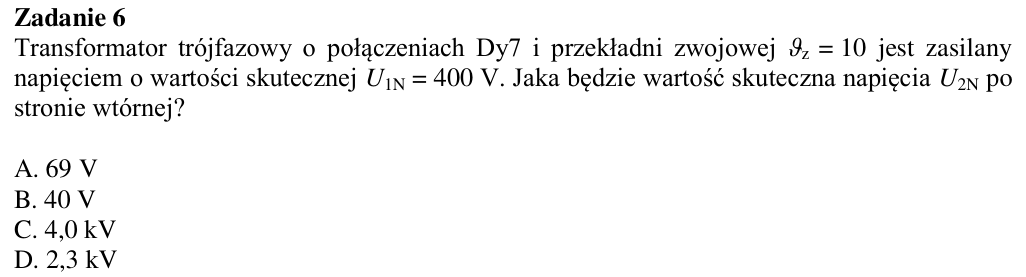 Zadanie 6
Transformator trójfazowy o połączeniach Dy7 i przekładni zwojowej ϑz = 10 jest zasilany
napięciem o wartości skutecznej U1N = 400 V. Jaka będzie wartość skuteczna napięcia U2N po
stronie wtórnej?
A. 69 V
B. 40 V
C. 4,0 kV
D. 2,3 kV